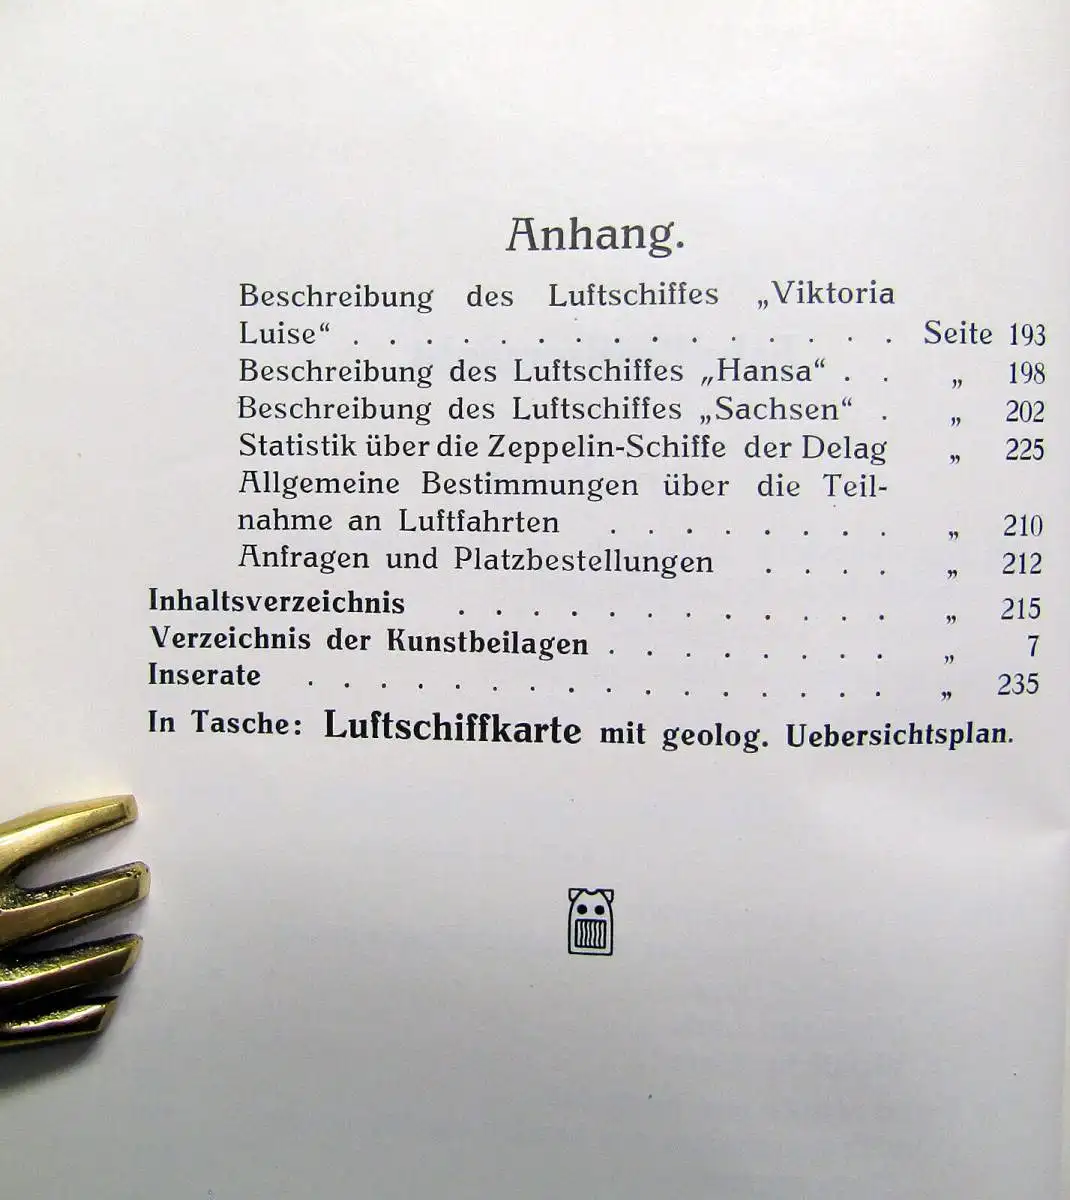 Anhang.
Beschreibung des Luftschiffes „Viktoria
Luise“ . . . . . . . . . . . . . . . Seite 193
Beschreibung des Luftschiffes „Hansa“ . . „ 198
Beschreibung des Luftschiffes „Sachsen“ . „ 202
Statistik über die Zeppelin-Schiffe der Delag „ 225
Allgemeine Bestimmungen über die Teil-
nahme an Luftfahrten . . . . . . . . „ 210
Anfragen und Platzbestellungen . . . . „ 212
Inhaltsverzeichnis . . . . . . . . . . . . „ 215
Verzeichnis der Kunstbeilagen . . . . . . . . „ 7
Inserate . . . . . . . . . . . . . . . . „ 235
In Tasche: Luftschiffkarte mit geolog. Uebersichtsplan.